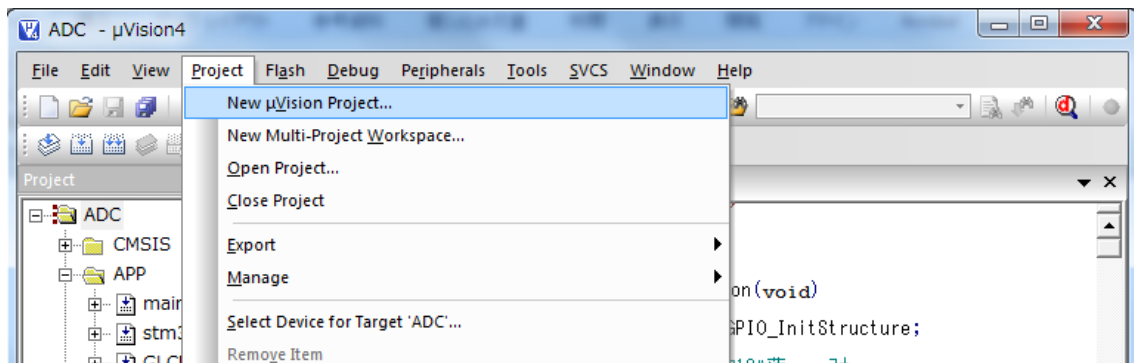 ADC - µVision4
File Edit View Project Flash Debug Peripherals Tools SVCS Window Help
New µVision Project...
New Multi-Project Workspace...
Project
Open Project...
Close Project
ADC
CMSIS
Export
APP
Manage
on(void)
main
Select Device for Target 'ADC'...
GPIO_InitStructure;
stm3
Remove Item